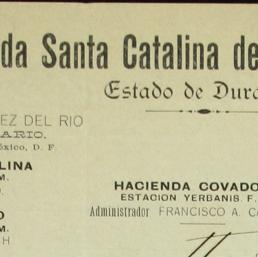 da Santa Catalina de
Estado de Dura
EZ DEL RIO
ARIO.
éxico, D. F.
LINA
M.
HACIENDA COVADO
ESTACION YERBANIS. F.
Administrador FRANCISCO A. C
O
M.
H